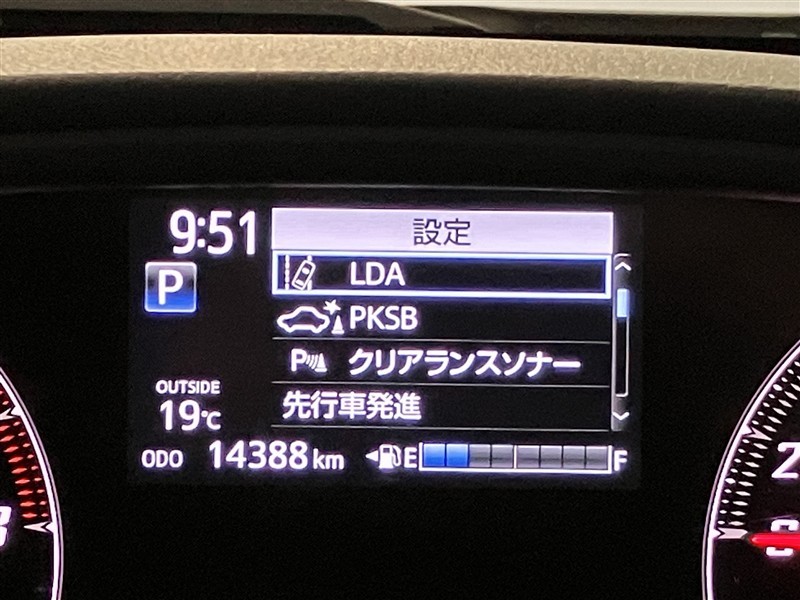 9:51
設定
LDA
P
PKSB
P クリアランスソナー
OUTSIDE
19℃
先行車発進
ODO 14388 km
E F